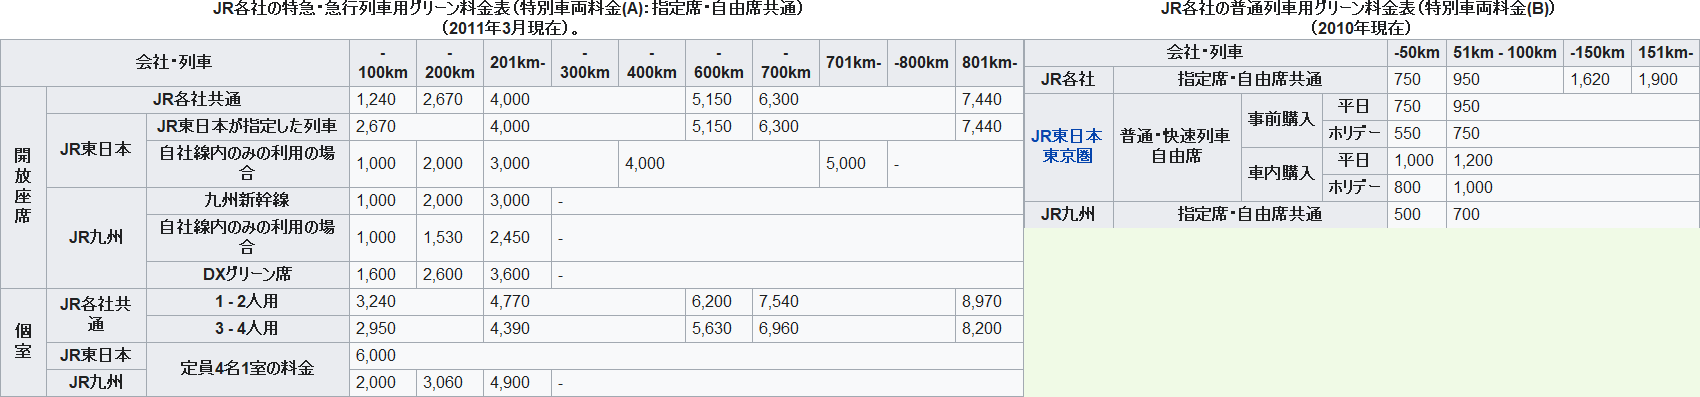 JR各社の特急・急行列車用グリーン料金表（特別車両料金(A)：指定席・自由席共通）
（2011年3月現在）。
会社・列車 -100km -200km 201km- -300km -400km -600km -700km 701km- -800km 801km-
開放座席 JR各社共通 1,240 2,670 4,000 5,150 6,300 7,440
JR東日本 JR東日本が指定した列車 2,670 4,000 5,150 6,300 7,440
自社線内のみの利用の場合 1,000 2,000 3,000 4,000 5,000 -
JR九州 九州新幹線 1,000 2,000 3,000 -
自社線内のみの利用の場合 1,000 1,530 2,450 -
DXグリーン席 1,600 2,600 3,600 -
個室 JR各社共通 1 - 2人用 3,240 4,770 6,200 7,540 8,970
3 - 4人用 2,950 4,390 5,630 6,960 8,200
JR東日本 定員4名1室の料金 6,000
JR九州 2,000 3,060 4,900 -
JR各社の普通列車用グリーン料金表（特別車両料金(B)）
（2010年現在）
会社・列車 -50km 51km - 100km -150km 151km-
JR各社 指定席・自由席共通 750 950 1,620 1,900
JR東日本東京圏 普通・快速列車自由席 事前購入 平日 750 950
ホリデー 550 750
車内購入 平日 1,000 1,200
ホリデー 800 1,000
JR九州 指定席・自由席共通 500 700